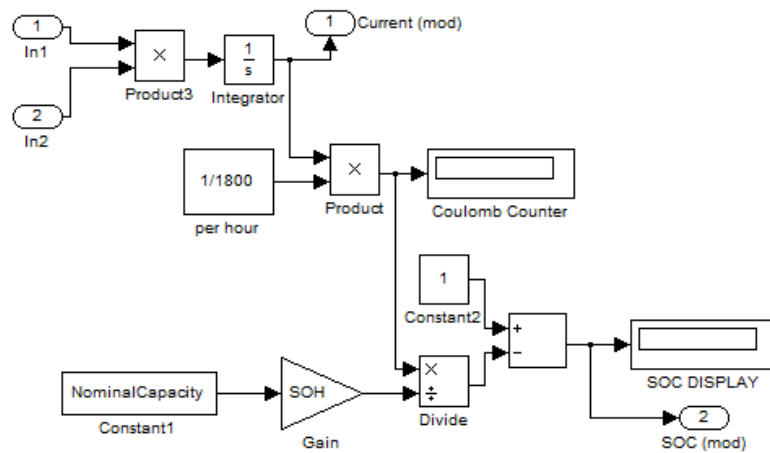 1
In1
2
In2
×
Product3
1
s
Integrator
1
Current (mod)
1/1800
per hour
×
Product
Coulomb Counter
1
Constant2
+
−
SOC DISPLAY
NominalCapacity
Constant1
SOH
Gain
×
÷
Divide
2
SOC (mod)